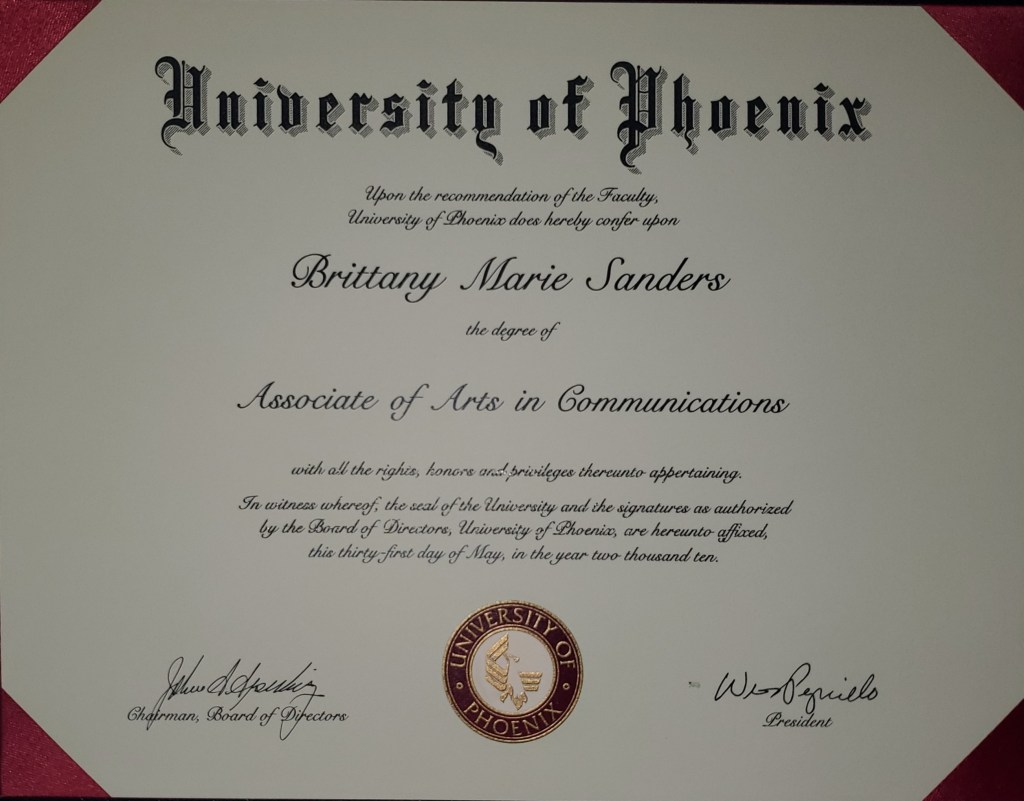 University of Phoenix
Upon the recommendation of the Faculty,
University of Phoenix does hereby confer upon
Brittany Marie Sanders
the degree of
Associate of Arts in Communications
with all the rights, honors and privileges thereunto appertaining.
In witness whereof, the seal of the University and the signatures as authorized
by the Board of Directors, University of Phoenix, are hereunto affixed,
this thirty-first day of May, in the year two thousand ten.
UNIVERSITY OF
PHOENIX
Chairman, Board of Directors
President